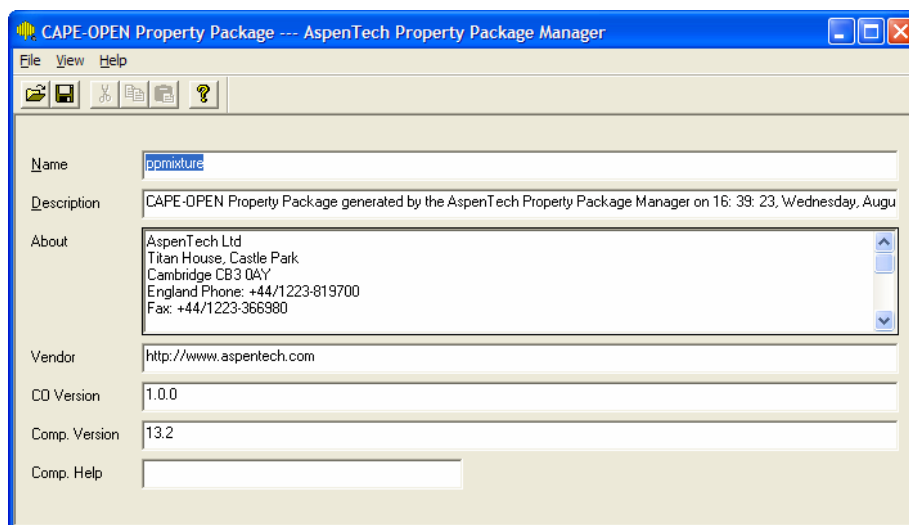 CAPE-OPEN Property Package --- AspenTech Property Package Manager
File View Help
Name ppmixture
Description CAPE-OPEN Property Package generated by the AspenTech Property Package Manager on 16: 39: 23, Wednesday, Augu
About AspenTech Ltd
Titan House, Castle Park
Cambridge CB3 0AY
England Phone: +44/1223-819700
Fax: +44/1223-366980
Vendor http://www.aspentech.com
CO Version 1.0.0
Comp. Version 13.2
Comp. Help